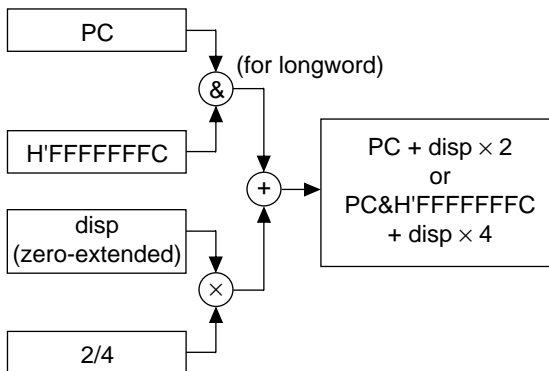 PC
(for longword)
&
H'FFFFFFFC
+
PC + disp × 2
or
PC&H'FFFFFFFC
+ disp × 4
disp
(zero-extended)
×
2/4